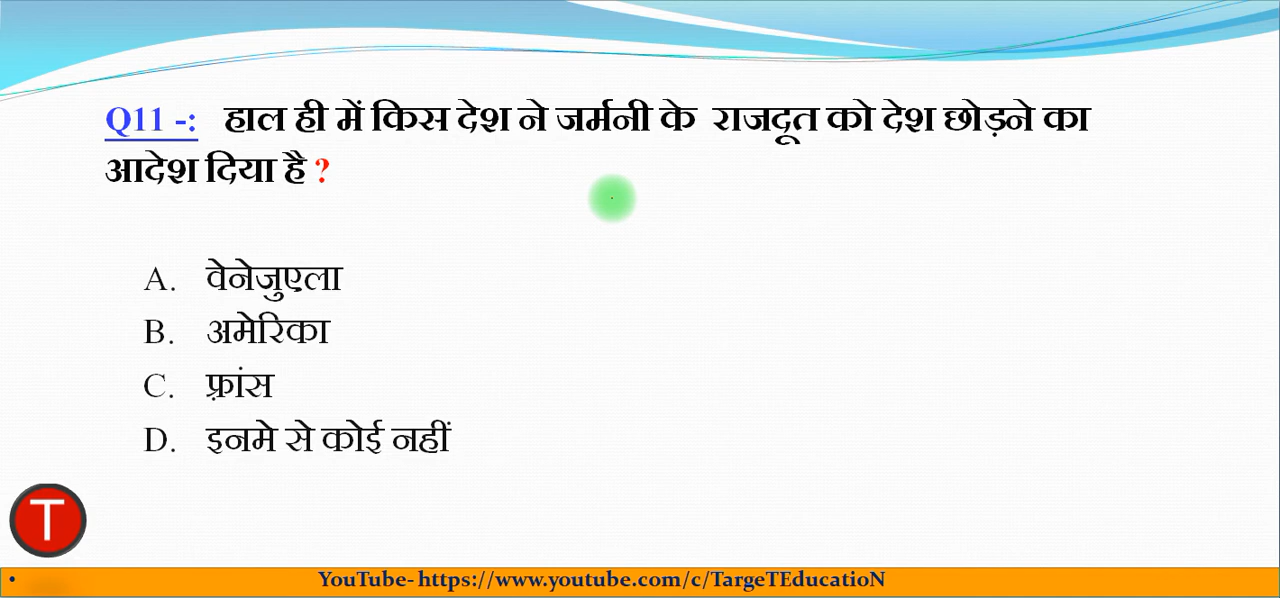 Q11 -: हाल ही में किस देश ने जर्मनी के राजदूत को देश छोड़ने का
आदेश दिया है ?
A. वेनेजुएला
B. अमेरिका
C. फ़्रांस
D. इनमे से कोई नहीं
T
• YouTube- https://www.youtube.com/c/TargeTEducatioN